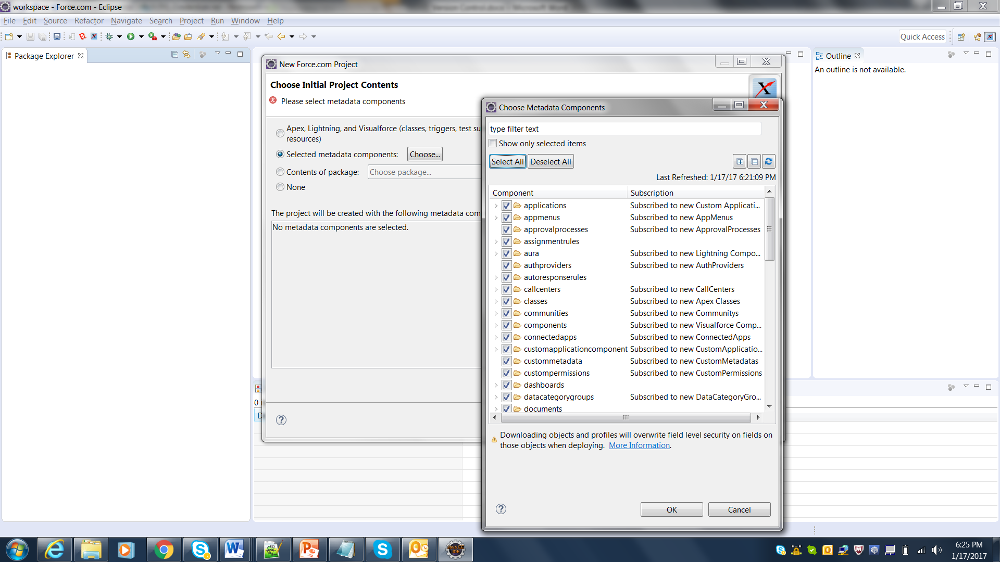 workspace - Force.com - Eclipse
File Edit Source Refactor Navigate Search Project Run Window Help
Quick Access
Package Explorer
Outline
An outline is not available.
New Force.com Project
Choose Initial Project Contents
Please select metadata components
Apex, Lightning, and Visualforce (classes, triggers, test su
resources)
Selected metadata components: Choose...
Contents of package: Choose package...
None
The project will be created with the following metadata com
No metadata components are selected.
0 i
D
Choose Metadata Components
type filter text
Show only selected items
Select All Deselect All
Last Refreshed: 1/17/17 6:21:09 PM
Component Subscription
applications Subscribed to new Custom Applicati...
appmenus Subscribed to new AppMenus
approvalprocesses Subscribed to new ApprovalProcesses
assignmentrules
aura Subscribed to new Lightning Compo...
authproviders Subscribed to new AuthProviders
autoresponserules
callcenters Subscribed to new CallCenters
classes Subscribed to new Apex Classes
communities Subscribed to new Communitys
components Subscribed to new Visualforce Comp...
connectedapps Subscribed to new ConnectedApps
customapplicationcomponent Subscribed to new CustomApplicatio...
custommetadata Subscribed to new CustomMetadatas
custompermissions Subscribed to new CustomPermissions
dashboards
datacategorygroups Subscribed to new DataCategoryGro...
documents
Downloading objects and profiles will overwrite field level security on fields on
those objects when deploying. More Information.
OK Cancel
Java EE
IDE
6:25 PM
1/17/2017